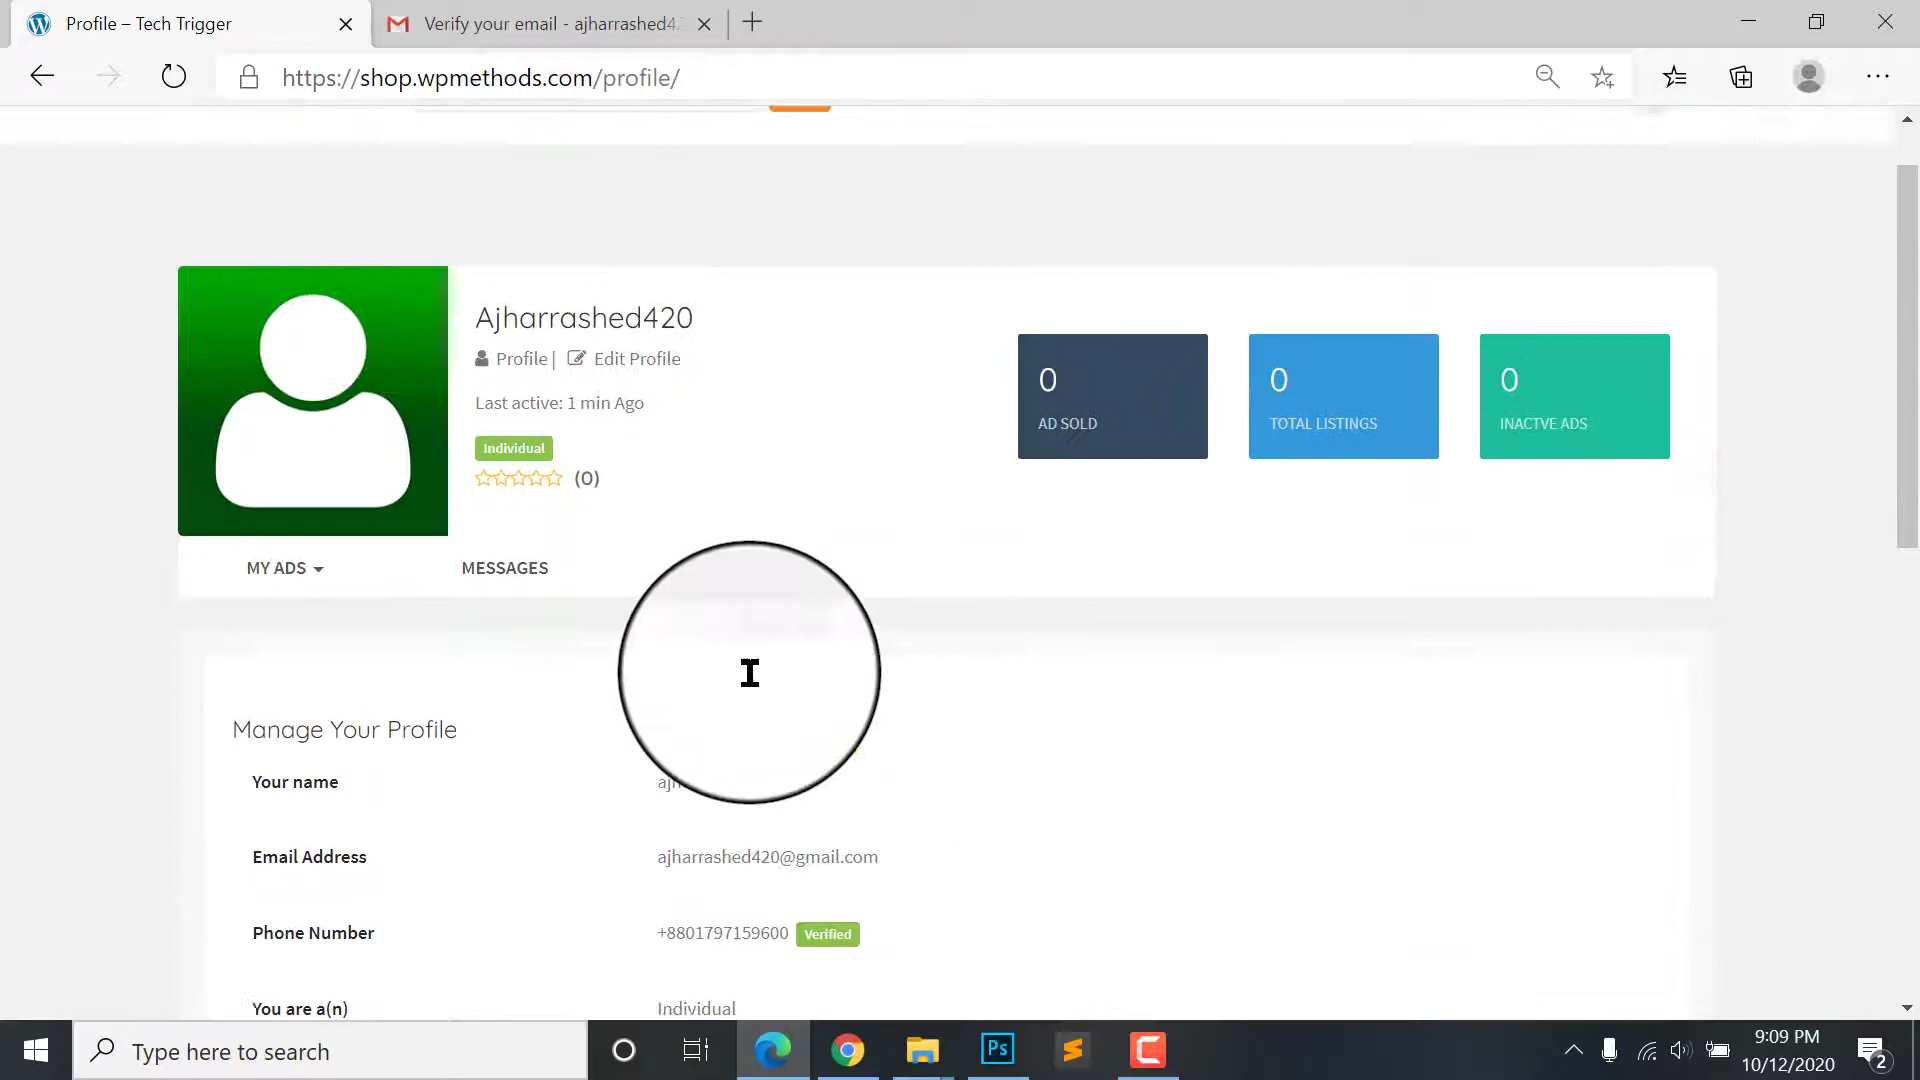 Profile – Tech Trigger
Verify your email - ajharrashed42
https://shop.wpmethods.com/profile/
Ajharrashed420
Profile | Edit Profile
Last active: 1 min Ago
Individual
(0)
0
AD SOLD
0
TOTAL LISTINGS
0
INACTVE ADS
MY ADS
MESSAGES
Manage Your Profile
Your name
Email Address ajharrashed420@gmail.com
Phone Number +8801797159600 Verified
You are a(n) Individual
Type here to search
Ps
9:09 PM
10/12/2020
2